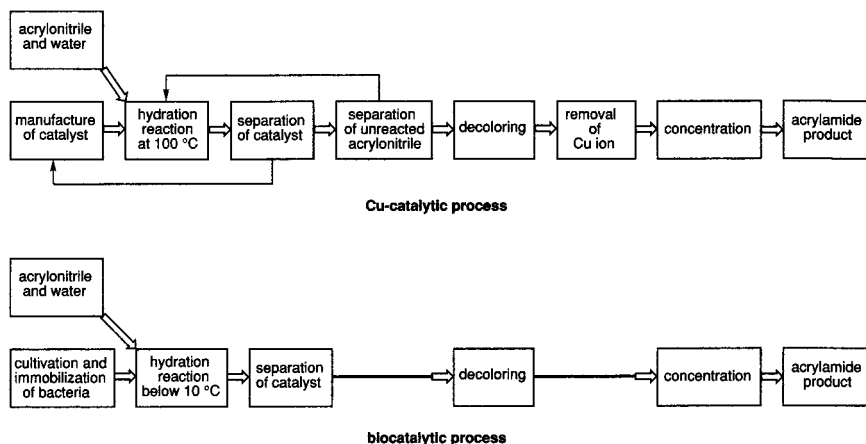 acrylonitrile
and water
manufacture
of catalyst
hydration
reaction
at 100 °C
separation
of catalyst
separation
of unreacted
acrylonitrile
decoloring
removal
of
Cu ion
concentration
acrylamide
product
Cu-catalytic process
acrylonitrile
and water
cultivation and
immobilization
of bacteria
hydration
reaction
below 10 °C
separation
of catalyst
decoloring
concentration
acrylamide
product
biocatalytic process